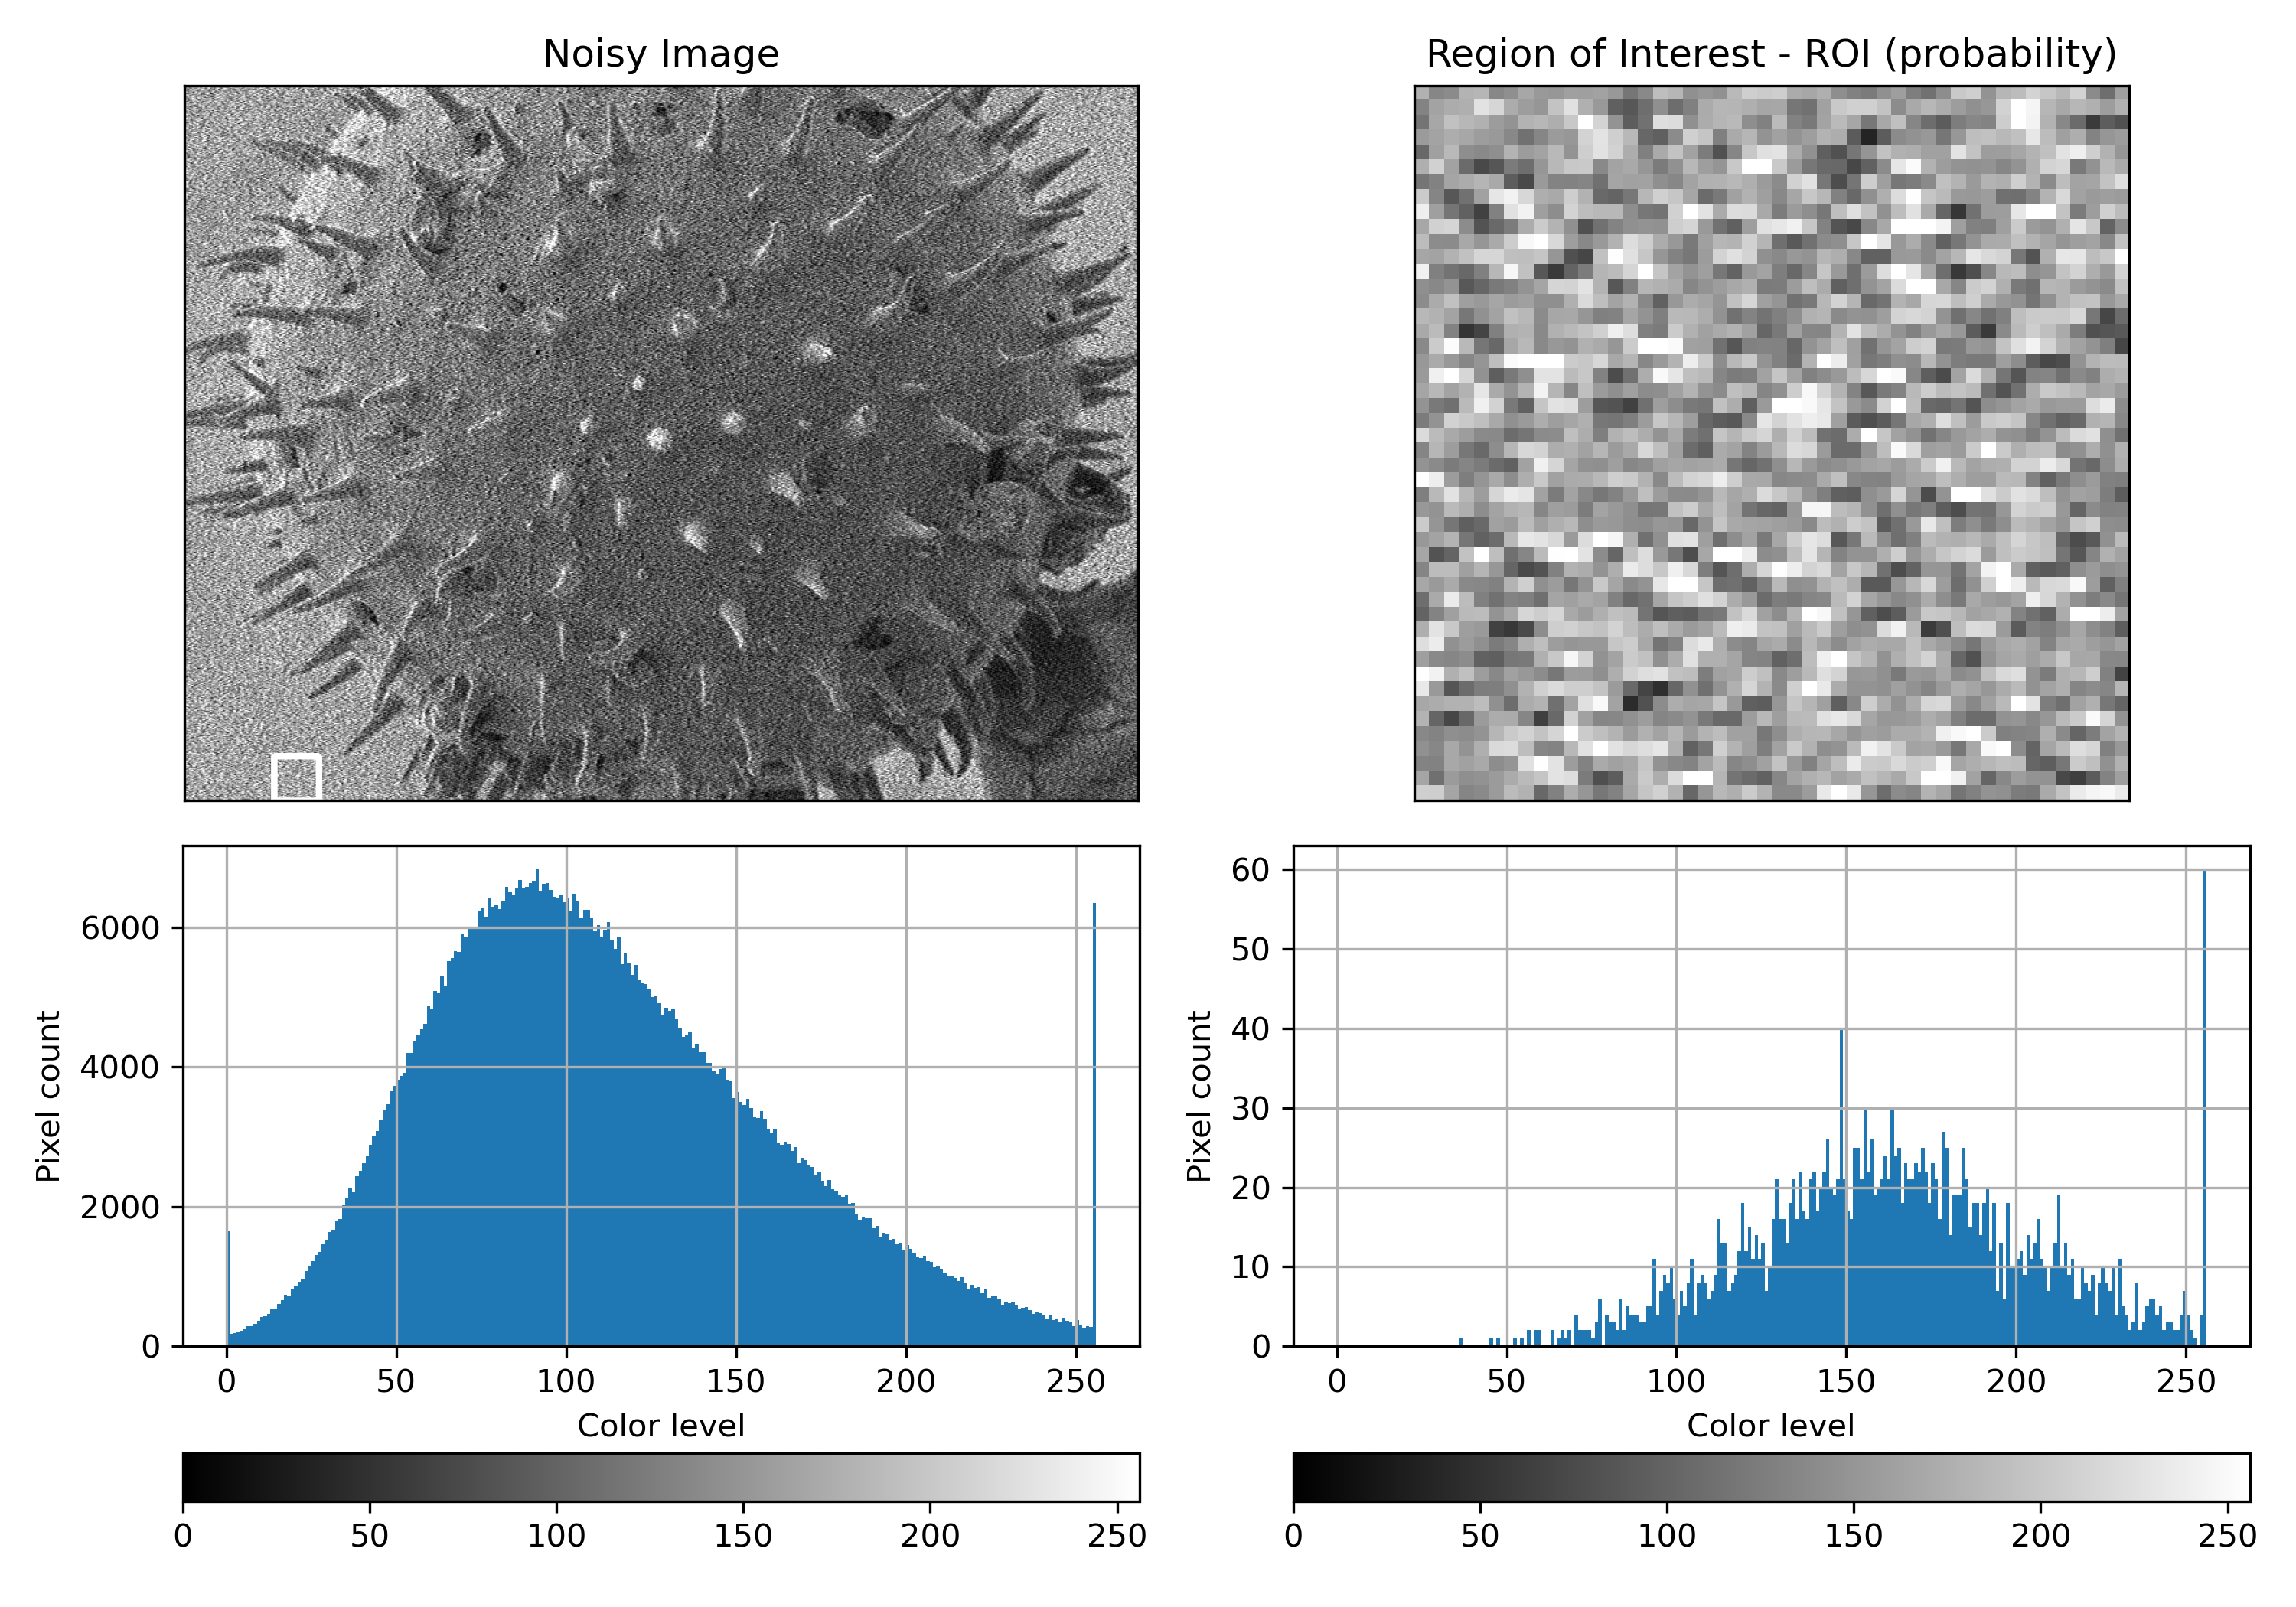 Noisy Image
Region of Interest - ROI (probability)
Pixel count
6000
4000
2000
0
0 50 100 150 200 250
Color level
0 50 100 150 200 250
Pixel count
60
50
40
30
20
10
0
0 50 100 150 200 250
Color level
0 50 100 150 200 250